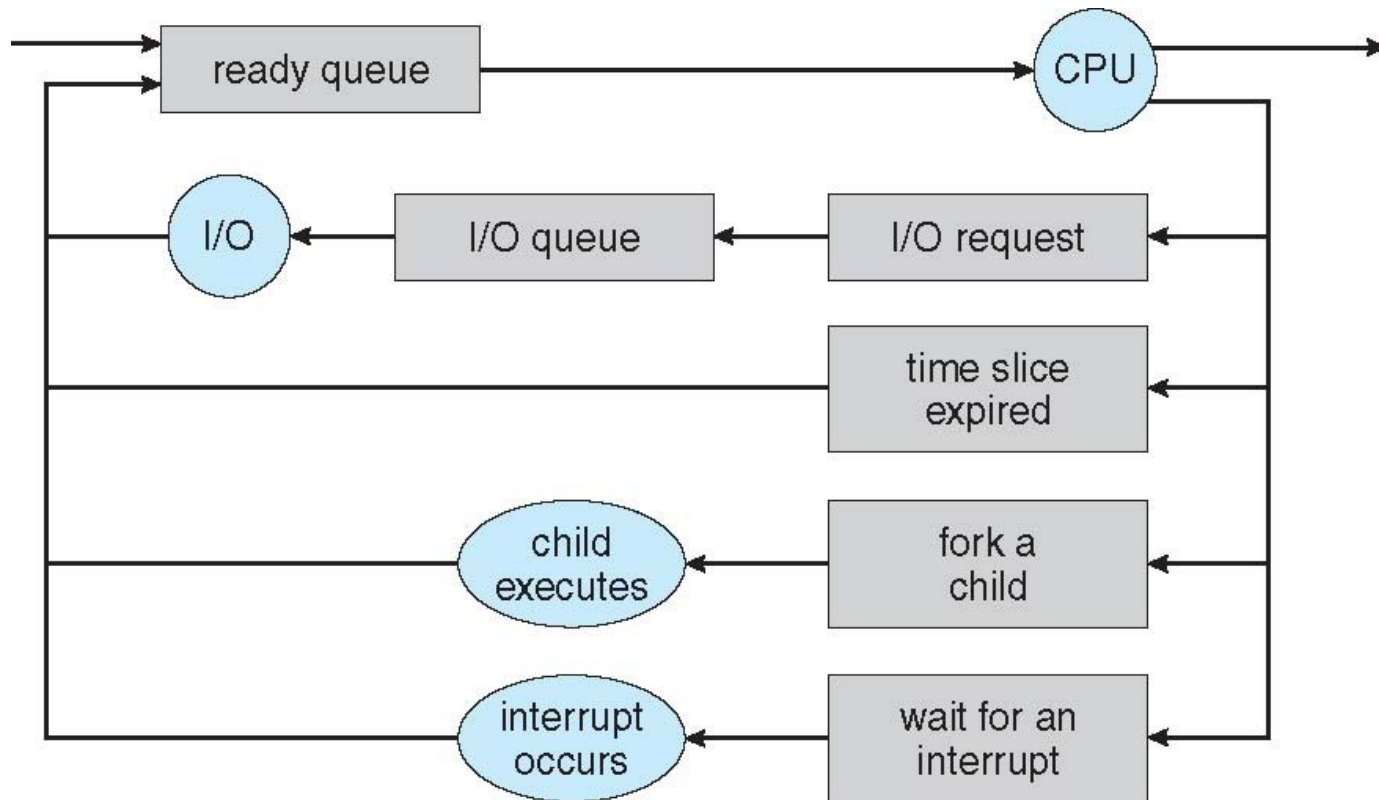 ready queue
CPU
I/O
I/O queue
I/O request
time slice
expired
child
executes
fork a
child
interrupt
occurs
wait for an
interrupt